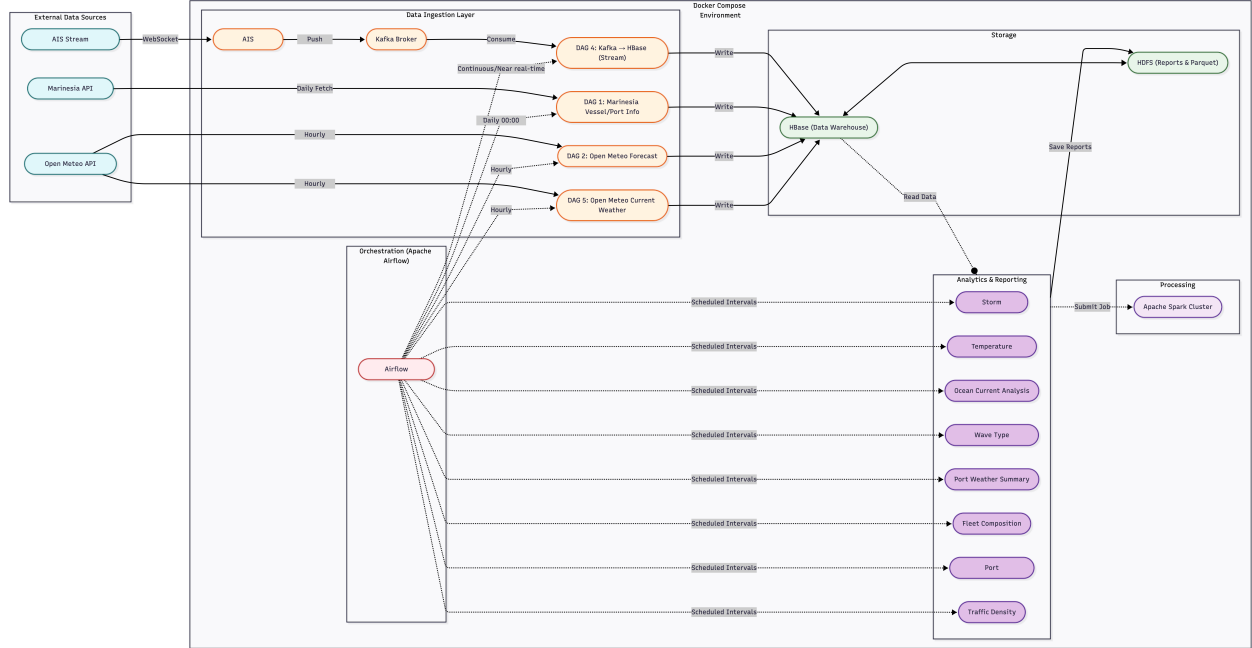 Docker Compose
Environment
External Data Sources
Data Ingestion Layer
Storage
AIS Stream
WebSocket
AIS
Push
Kafka Broker
Consume
DAG 4: Kafka → HBase
(Stream)
Write
HDFS (Reports & Parquet)
Continuous/Near real-time
Marinesia API
Daily Fetch
DAG 1: Marinesia
Vessel/Port Info
Write
Daily 00:00
HBase (Data Warehouse)
Hourly
Open Meteo API
DAG 2: Open Meteo Forecast
Write
Save Reports
Hourly
Hourly
DAG 5: Open Meteo Current
Weather
Write
Hourly
Read Data
Orchestration (Apache
Airflow)
Analytics & Reporting
Processing
Scheduled Intervals
Storm
Submit Job
Apache Spark Cluster
Scheduled Intervals
Temperature
Airflow
Scheduled Intervals
Ocean Current Analysis
Scheduled Intervals
Wave Type
Scheduled Intervals
Port Weather Summary
Scheduled Intervals
Fleet Composition
Scheduled Intervals
Port
Scheduled Intervals
Traffic Density